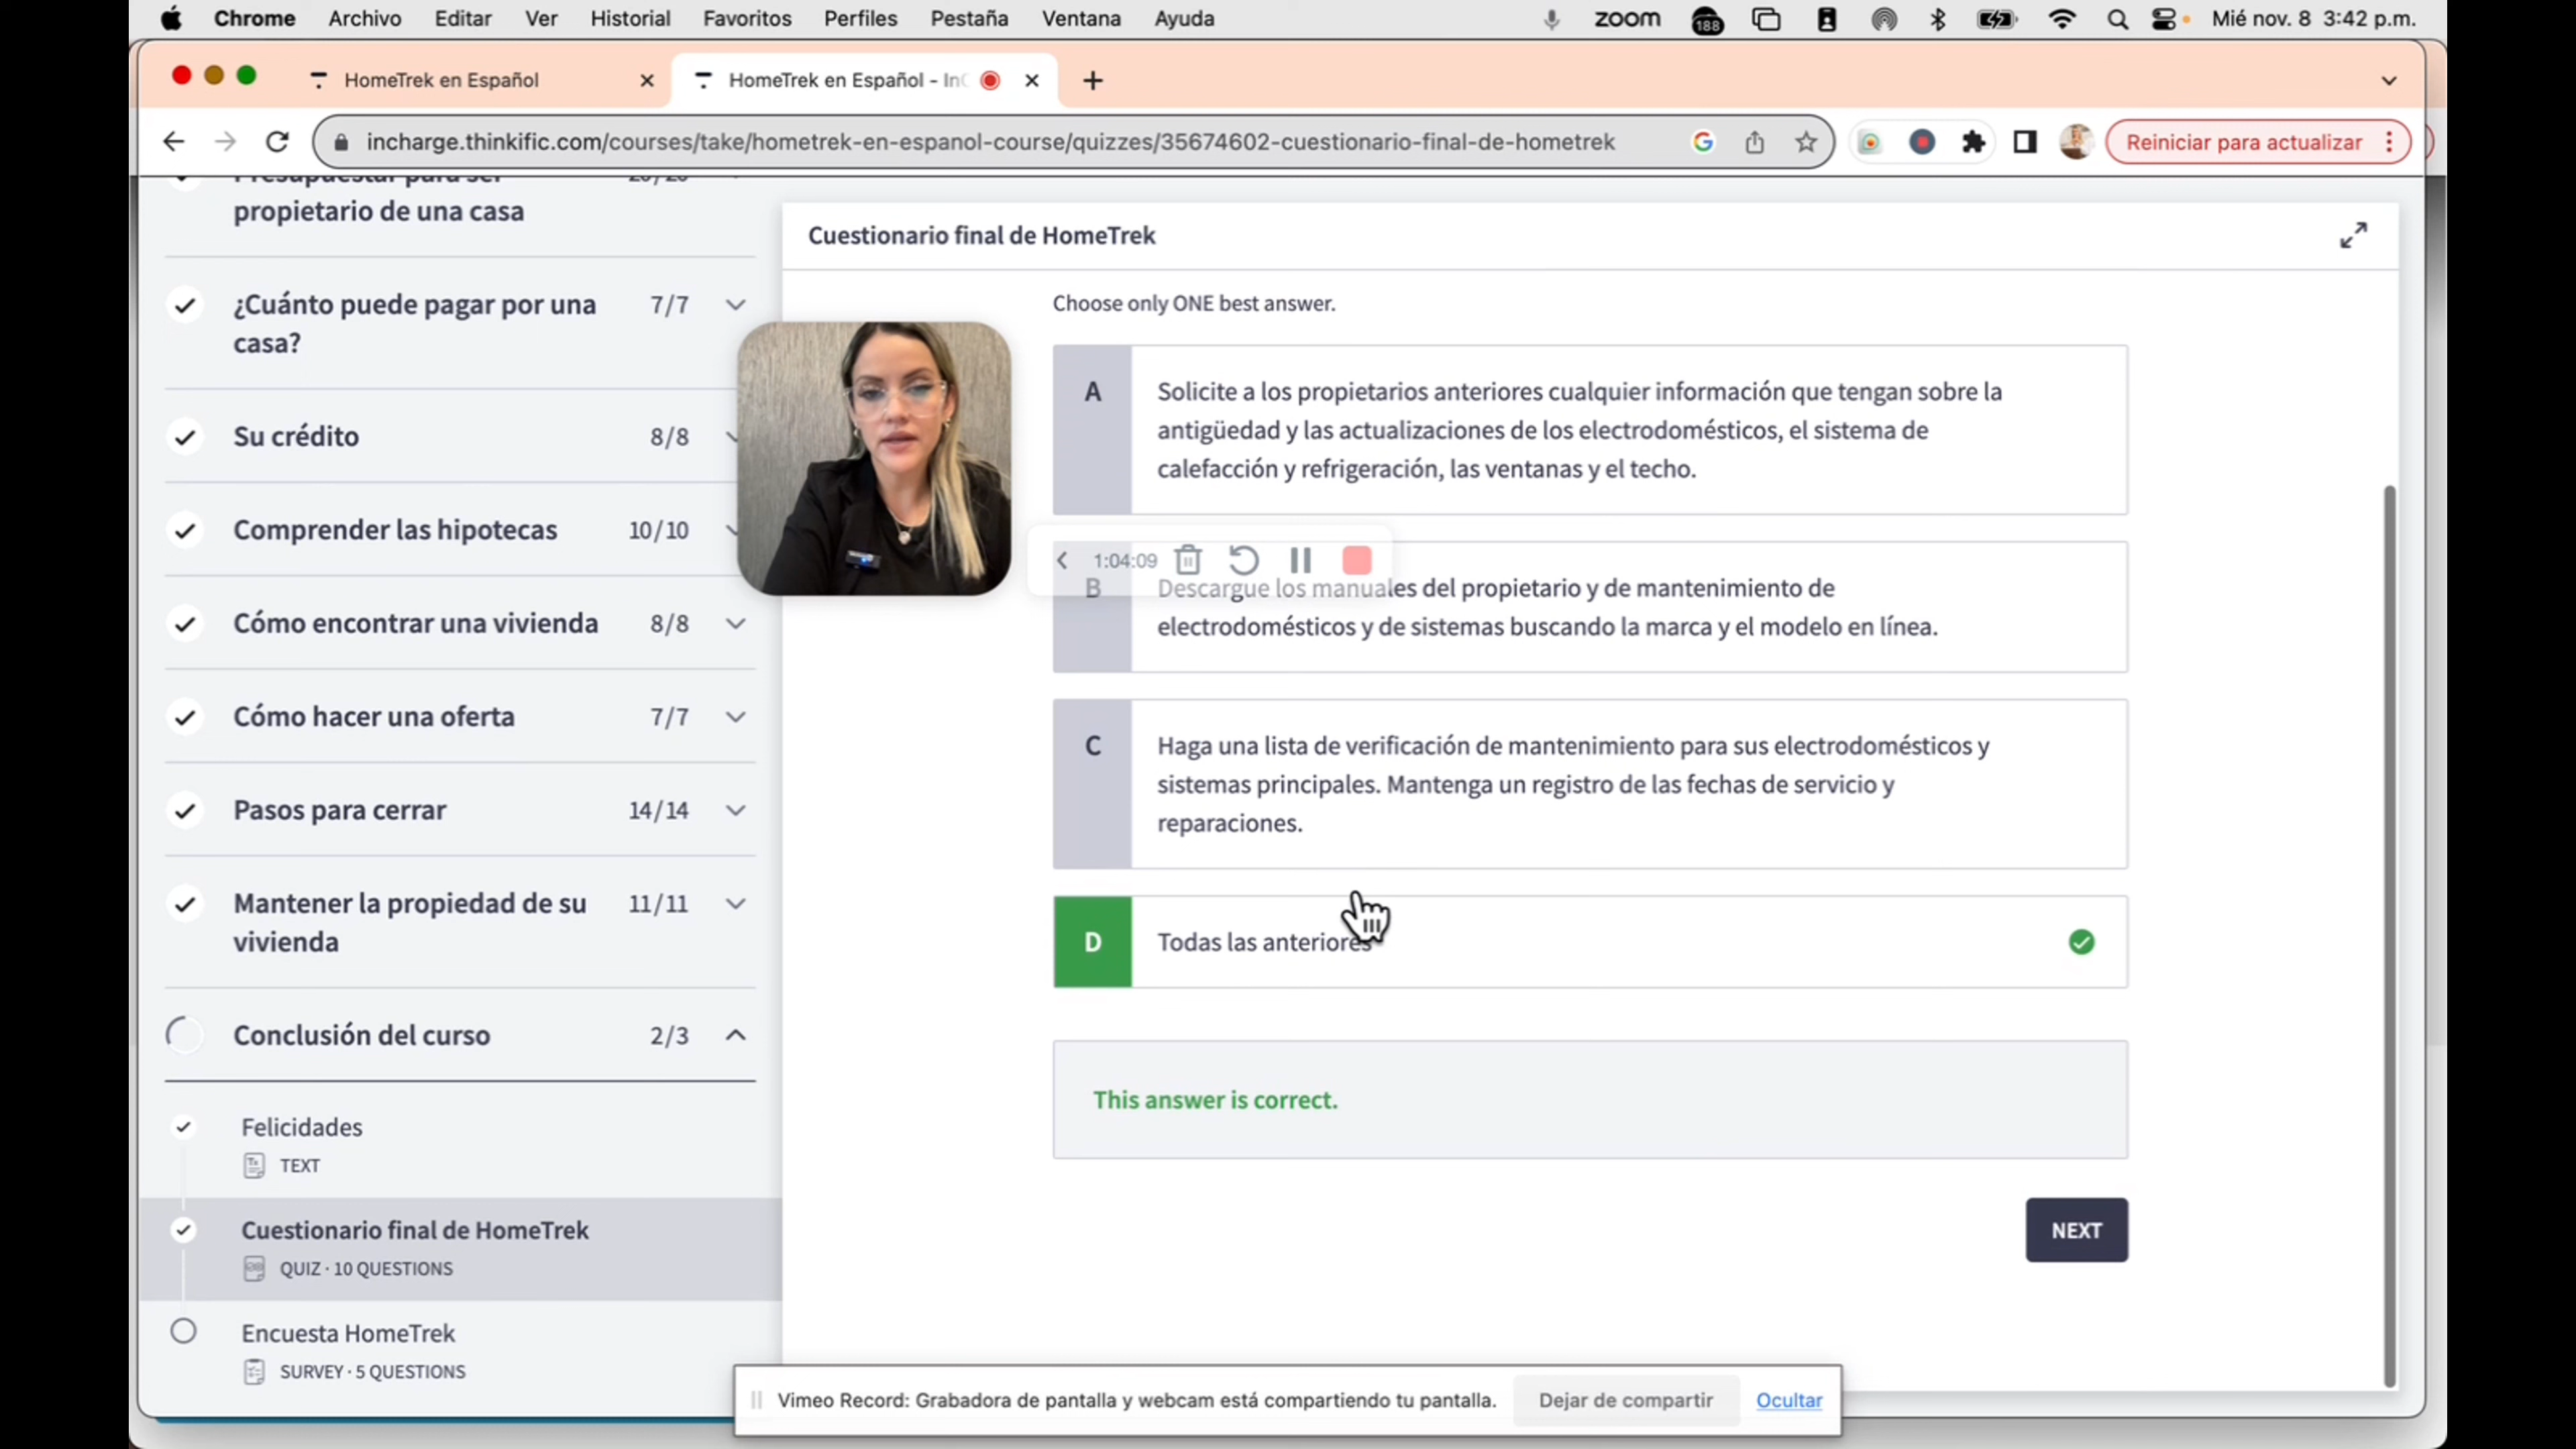 Chrome Archivo Editar Ver Historial Favoritos Perfiles Pestaña Ventana Ayuda zoom 188 Mié nov. 8 3:42 p.m.
HomeTrek en Español HomeTrek en Español - In
incharge.thinkific.com/courses/take/hometrek-en-espanol-course/quizzes/35674602-cuestionario-final-de-hometrek Reiniciar para actualizar
Presupuestar para ser
propietario de una casa
¿Cuánto puede pagar por una 7/7
casa?
Su crédito 8/8
Comprender las hipotecas 10/10
Cómo encontrar una vivienda 8/8
Cómo hacer una oferta 7/7
Pasos para cerrar 14/14
Mantener la propiedad de su 11/11
vivienda
Conclusión del curso 2/3
Felicidades
TEXT
Cuestionario final de HomeTrek
QUIZ · 10 QUESTIONS
Encuesta HomeTrek
SURVEY · 5 QUESTIONS
Cuestionario final de HomeTrek
Choose only ONE best answer.
A Solicite a los propietarios anteriores cualquier información que tengan sobre la
antigüedad y las actualizaciones de los electrodomésticos, el sistema de
calefacción y refrigeración, las ventanas y el techo.
1:04:09
B Descargue los manuales del propietario y de mantenimiento de
electrodomésticos y de sistemas buscando la marca y el modelo en línea.
C Haga una lista de verificación de mantenimiento para sus electrodomésticos y
sistemas principales. Mantenga un registro de las fechas de servicio y
reparaciones.
D Todas las anteriores
This answer is correct.
NEXT
Vimeo Record: Grabadora de pantalla y webcam está compartiendo tu pantalla. Dejar de compartir Ocultar